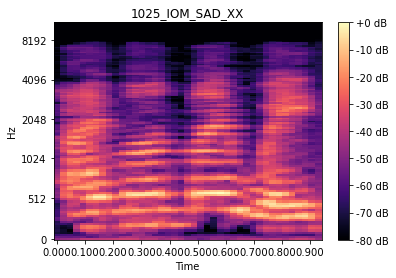 1025_IOM_SAD_XX
+0 dB
8192
-10 dB
4096
-20 dB
-30 dB
2048
Hz
-40 dB
1024
-50 dB
512
-60 dB
-70 dB
0
-80 dB
0.0000.1000.2000.3000.4000.5000.6000.7000.8000.900
Time